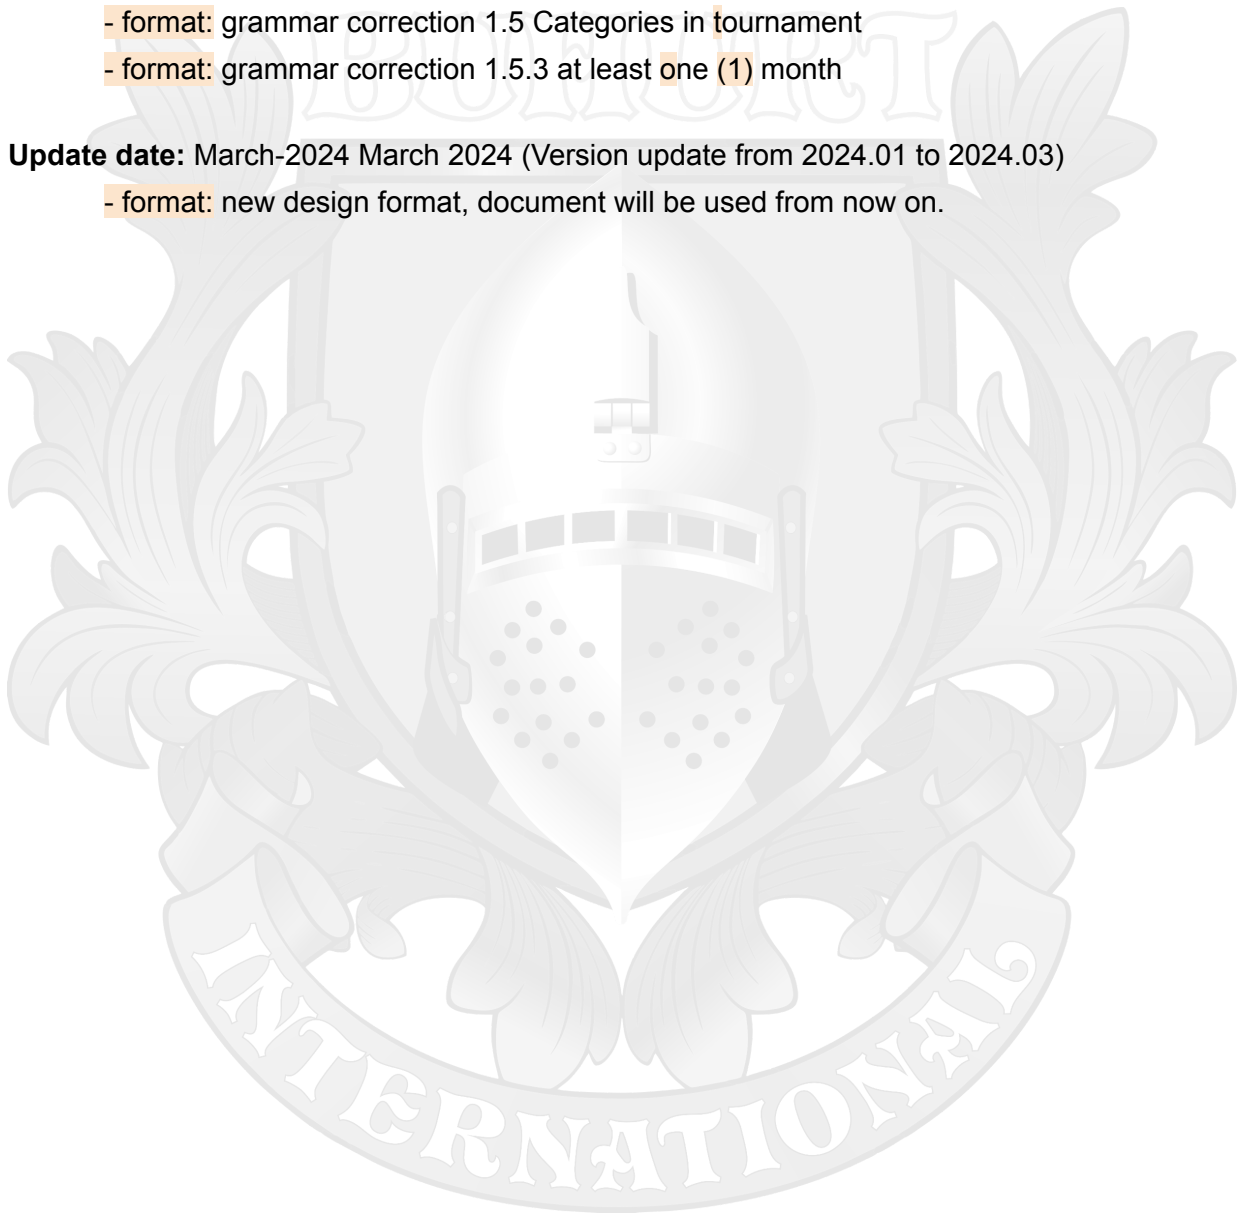 - format: grammar correction 1.5 Categories in tournament
- format: grammar correction 1.5.3 at least one (1) month
BUHURT
Update date: March-2024 March 2024 (Version update from 2024.01 to 2024.03)
- format: new design format, document will be used from now on.
INTERNATIONAL